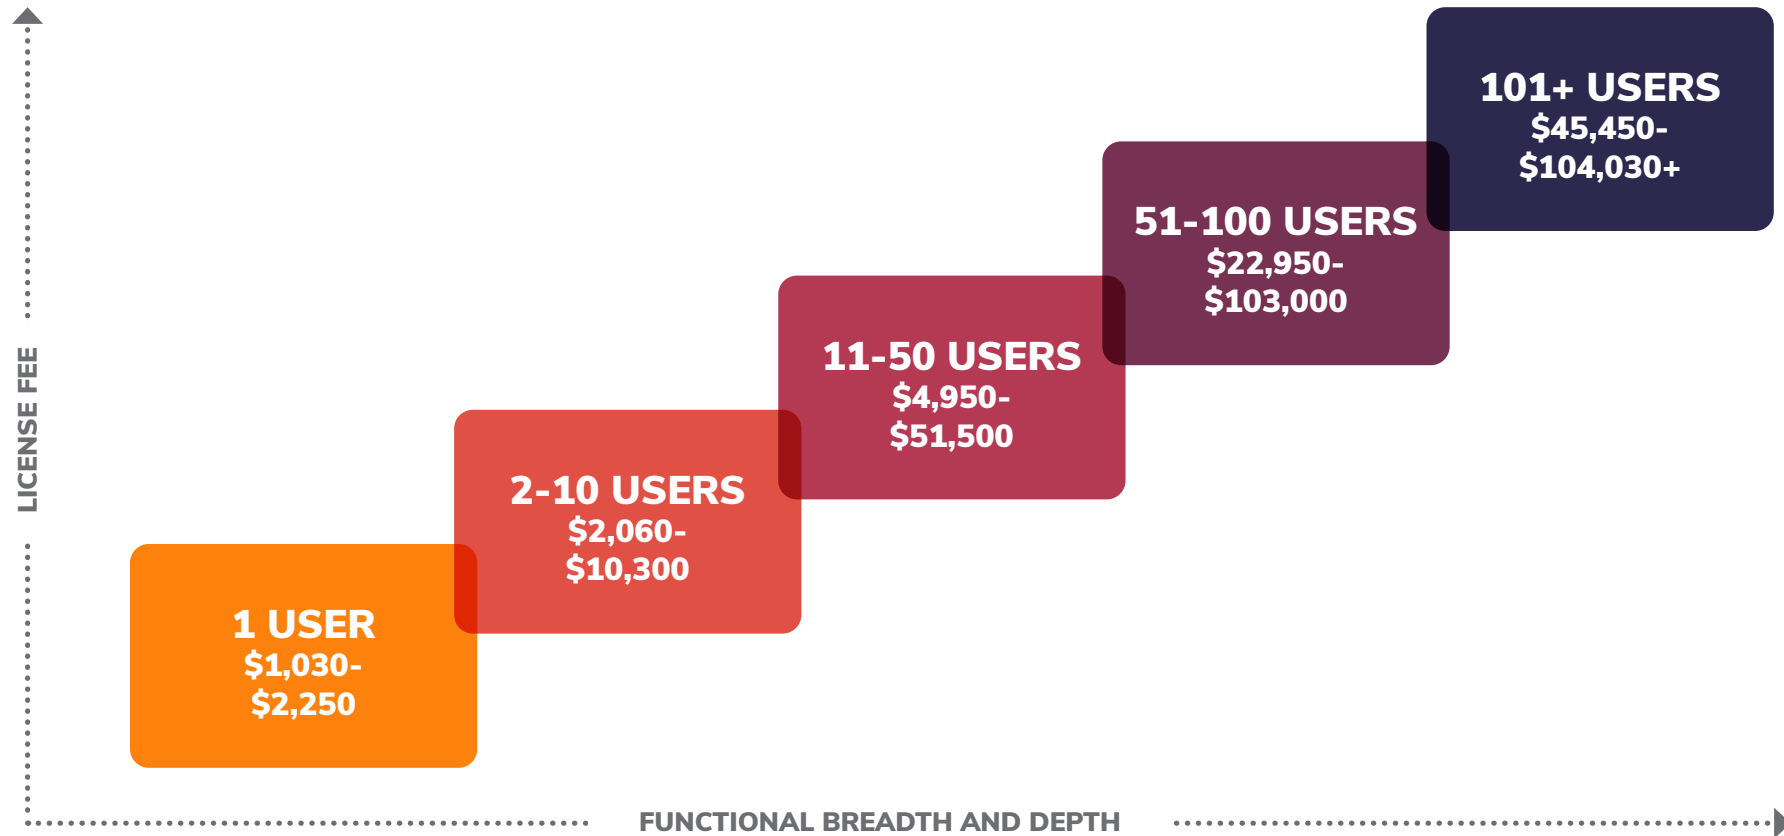 101+ USERS
$45,450-
$104,030+
51-100 USERS
$22,950-
$103,000
11-50 USERS
$4,950-
$51,500
2-10 USERS
$2,060-
$10,300
1 USER
$1,030-
$2,250
LICENSE FEE
FUNCTIONAL BREADTH AND DEPTH